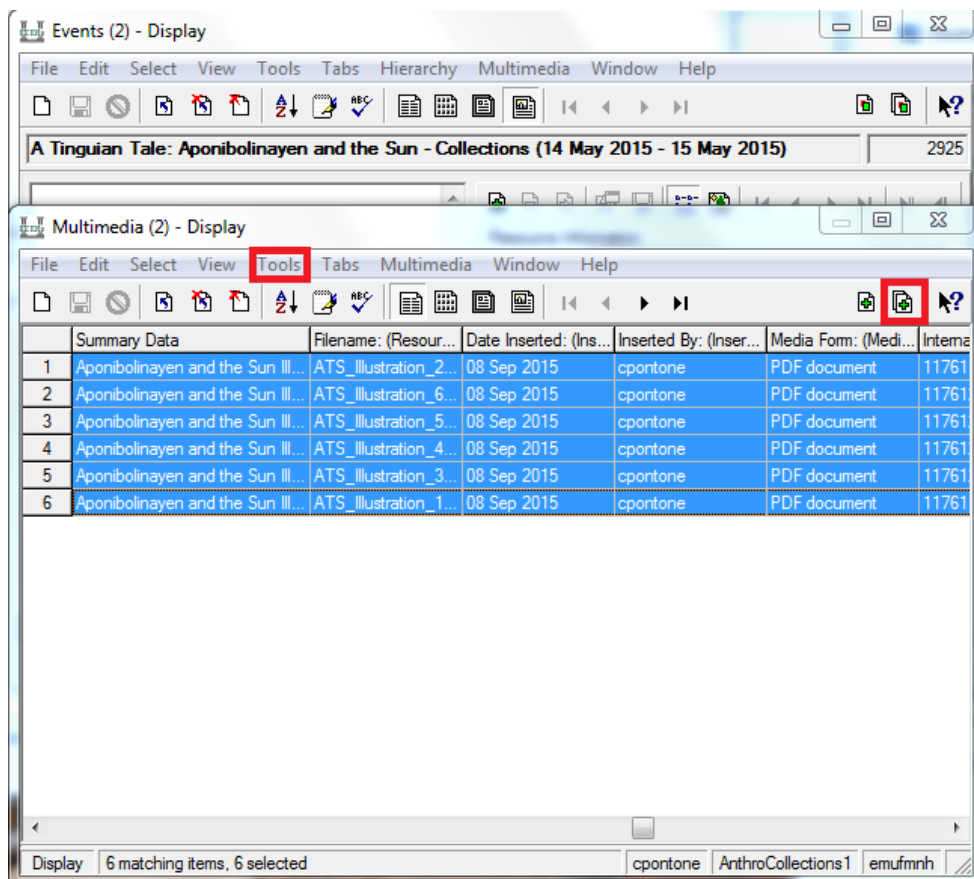 Events (2) - Display
File Edit Select View Tools Tabs Hierarchy Multimedia Window Help
A Tinguian Tale: Aponibolinayen and the Sun - Collections (14 May 2015 - 15 May 2015) 2925
Multimedia (2) - Display
File Edit Select View Tools Tabs Multimedia Window Help
Summary Data Filename: (Resour... Date Inserted: (Ins... Inserted By: (Inser... Media Form: (Medi... Interna
1 Aponibolinayen and the Sun Ill... ATS_Illustration_2... 08 Sep 2015 cpontone PDF document 11761
2 Aponibolinayen and the Sun Ill... ATS_Illustration_6... 08 Sep 2015 cpontone PDF document 11761
3 Aponibolinayen and the Sun Ill... ATS_Illustration_5... 08 Sep 2015 cpontone PDF document 11761
4 Aponibolinayen and the Sun Ill... ATS_Illustration_4... 08 Sep 2015 cpontone PDF document 11761
5 Aponibolinayen and the Sun Ill... ATS_Illustration_3... 08 Sep 2015 cpontone PDF document 11761
6 Aponibolinayen and the Sun Ill... ATS_Illustration_1... 08 Sep 2015 cpontone PDF document 11761
Display 6 matching items, 6 selected cpontone AnthroCollections1 emufmnh